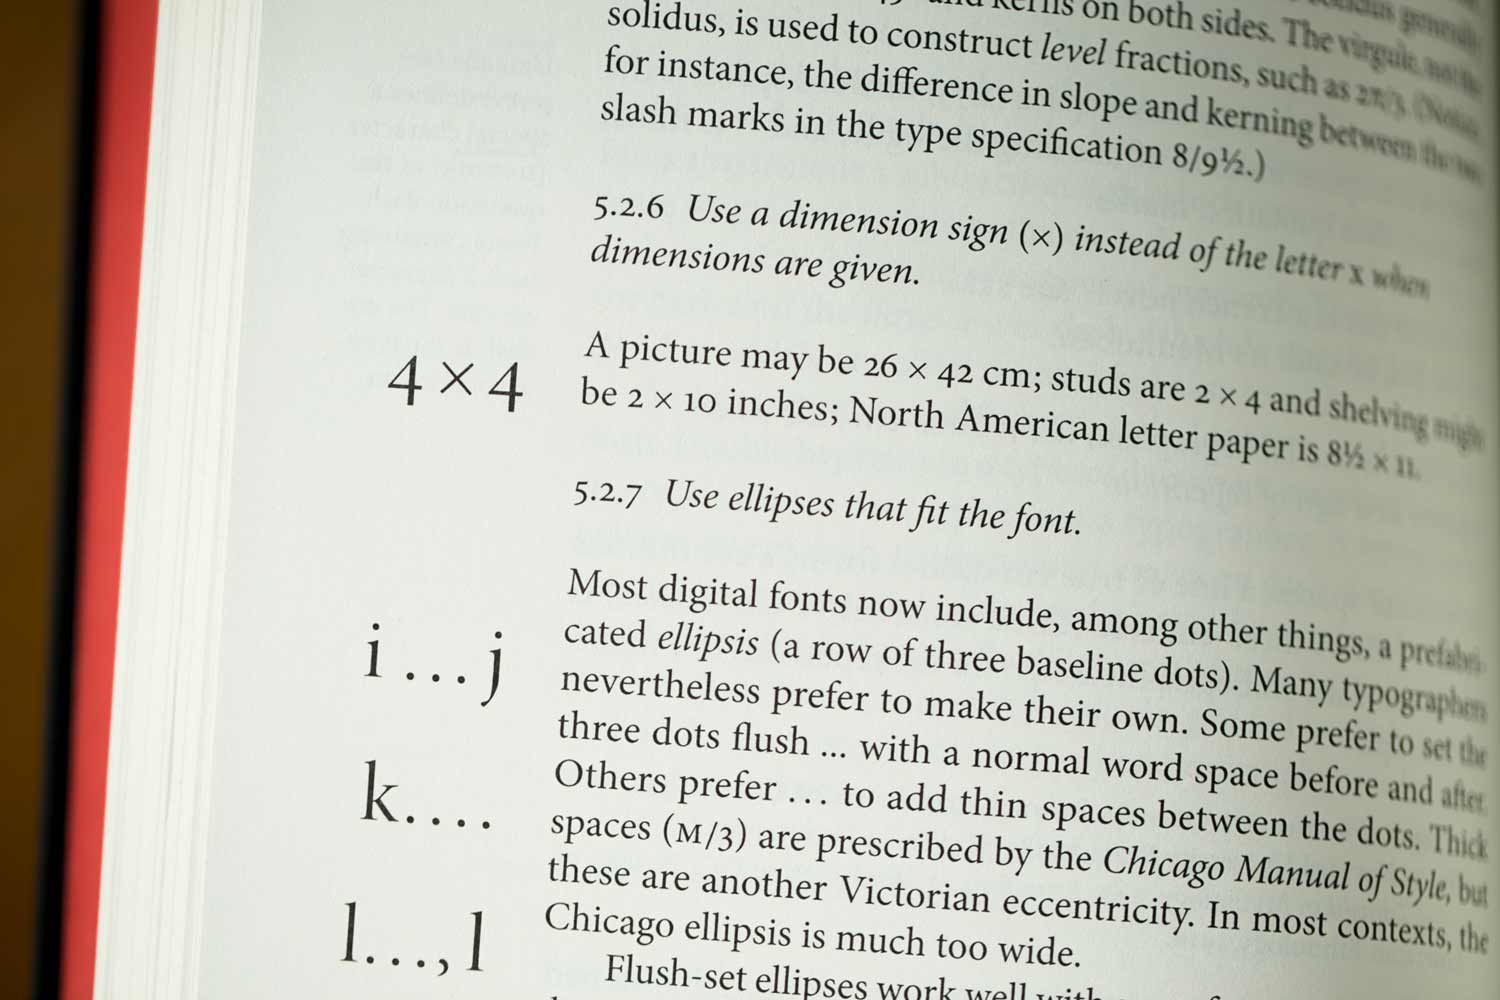 and kerns on both sides. The virgule, not the
solidus, is used to construct level fractions, such as 2π/3. (Notice,
for instance, the difference in slope and kerning between the two
slash marks in the type specification 8/9½.)
5.2.6 Use a dimension sign (×) instead of the letter x when
dimensions are given.
4 × 4
A picture may be 26 × 42 cm; studs are 2 × 4 and shelving might
be 2 × 10 inches; North American letter paper is 8½ × 11.
5.2.7 Use ellipses that fit the font.
Most digital fonts now include, among other things, a prefabri-
cated ellipsis (a row of three baseline dots). Many typographers
i . . . j
nevertheless prefer to make their own. Some prefer to set the
three dots flush ... with a normal word space before and after.
k. . . .
Others prefer . . . to add thin spaces between the dots. Thick
spaces (M/3) are prescribed by the Chicago Manual of Style, but
these are another Victorian eccentricity. In most contexts, the
l. . . , l
Chicago ellipsis is much too wide.
Flush-set ellipses work well with